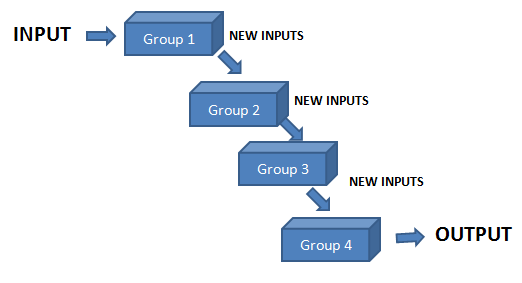 INPUT
Group 1
NEW INPUTS
Group 2
NEW INPUTS
Group 3
NEW INPUTS
Group 4
OUTPUT